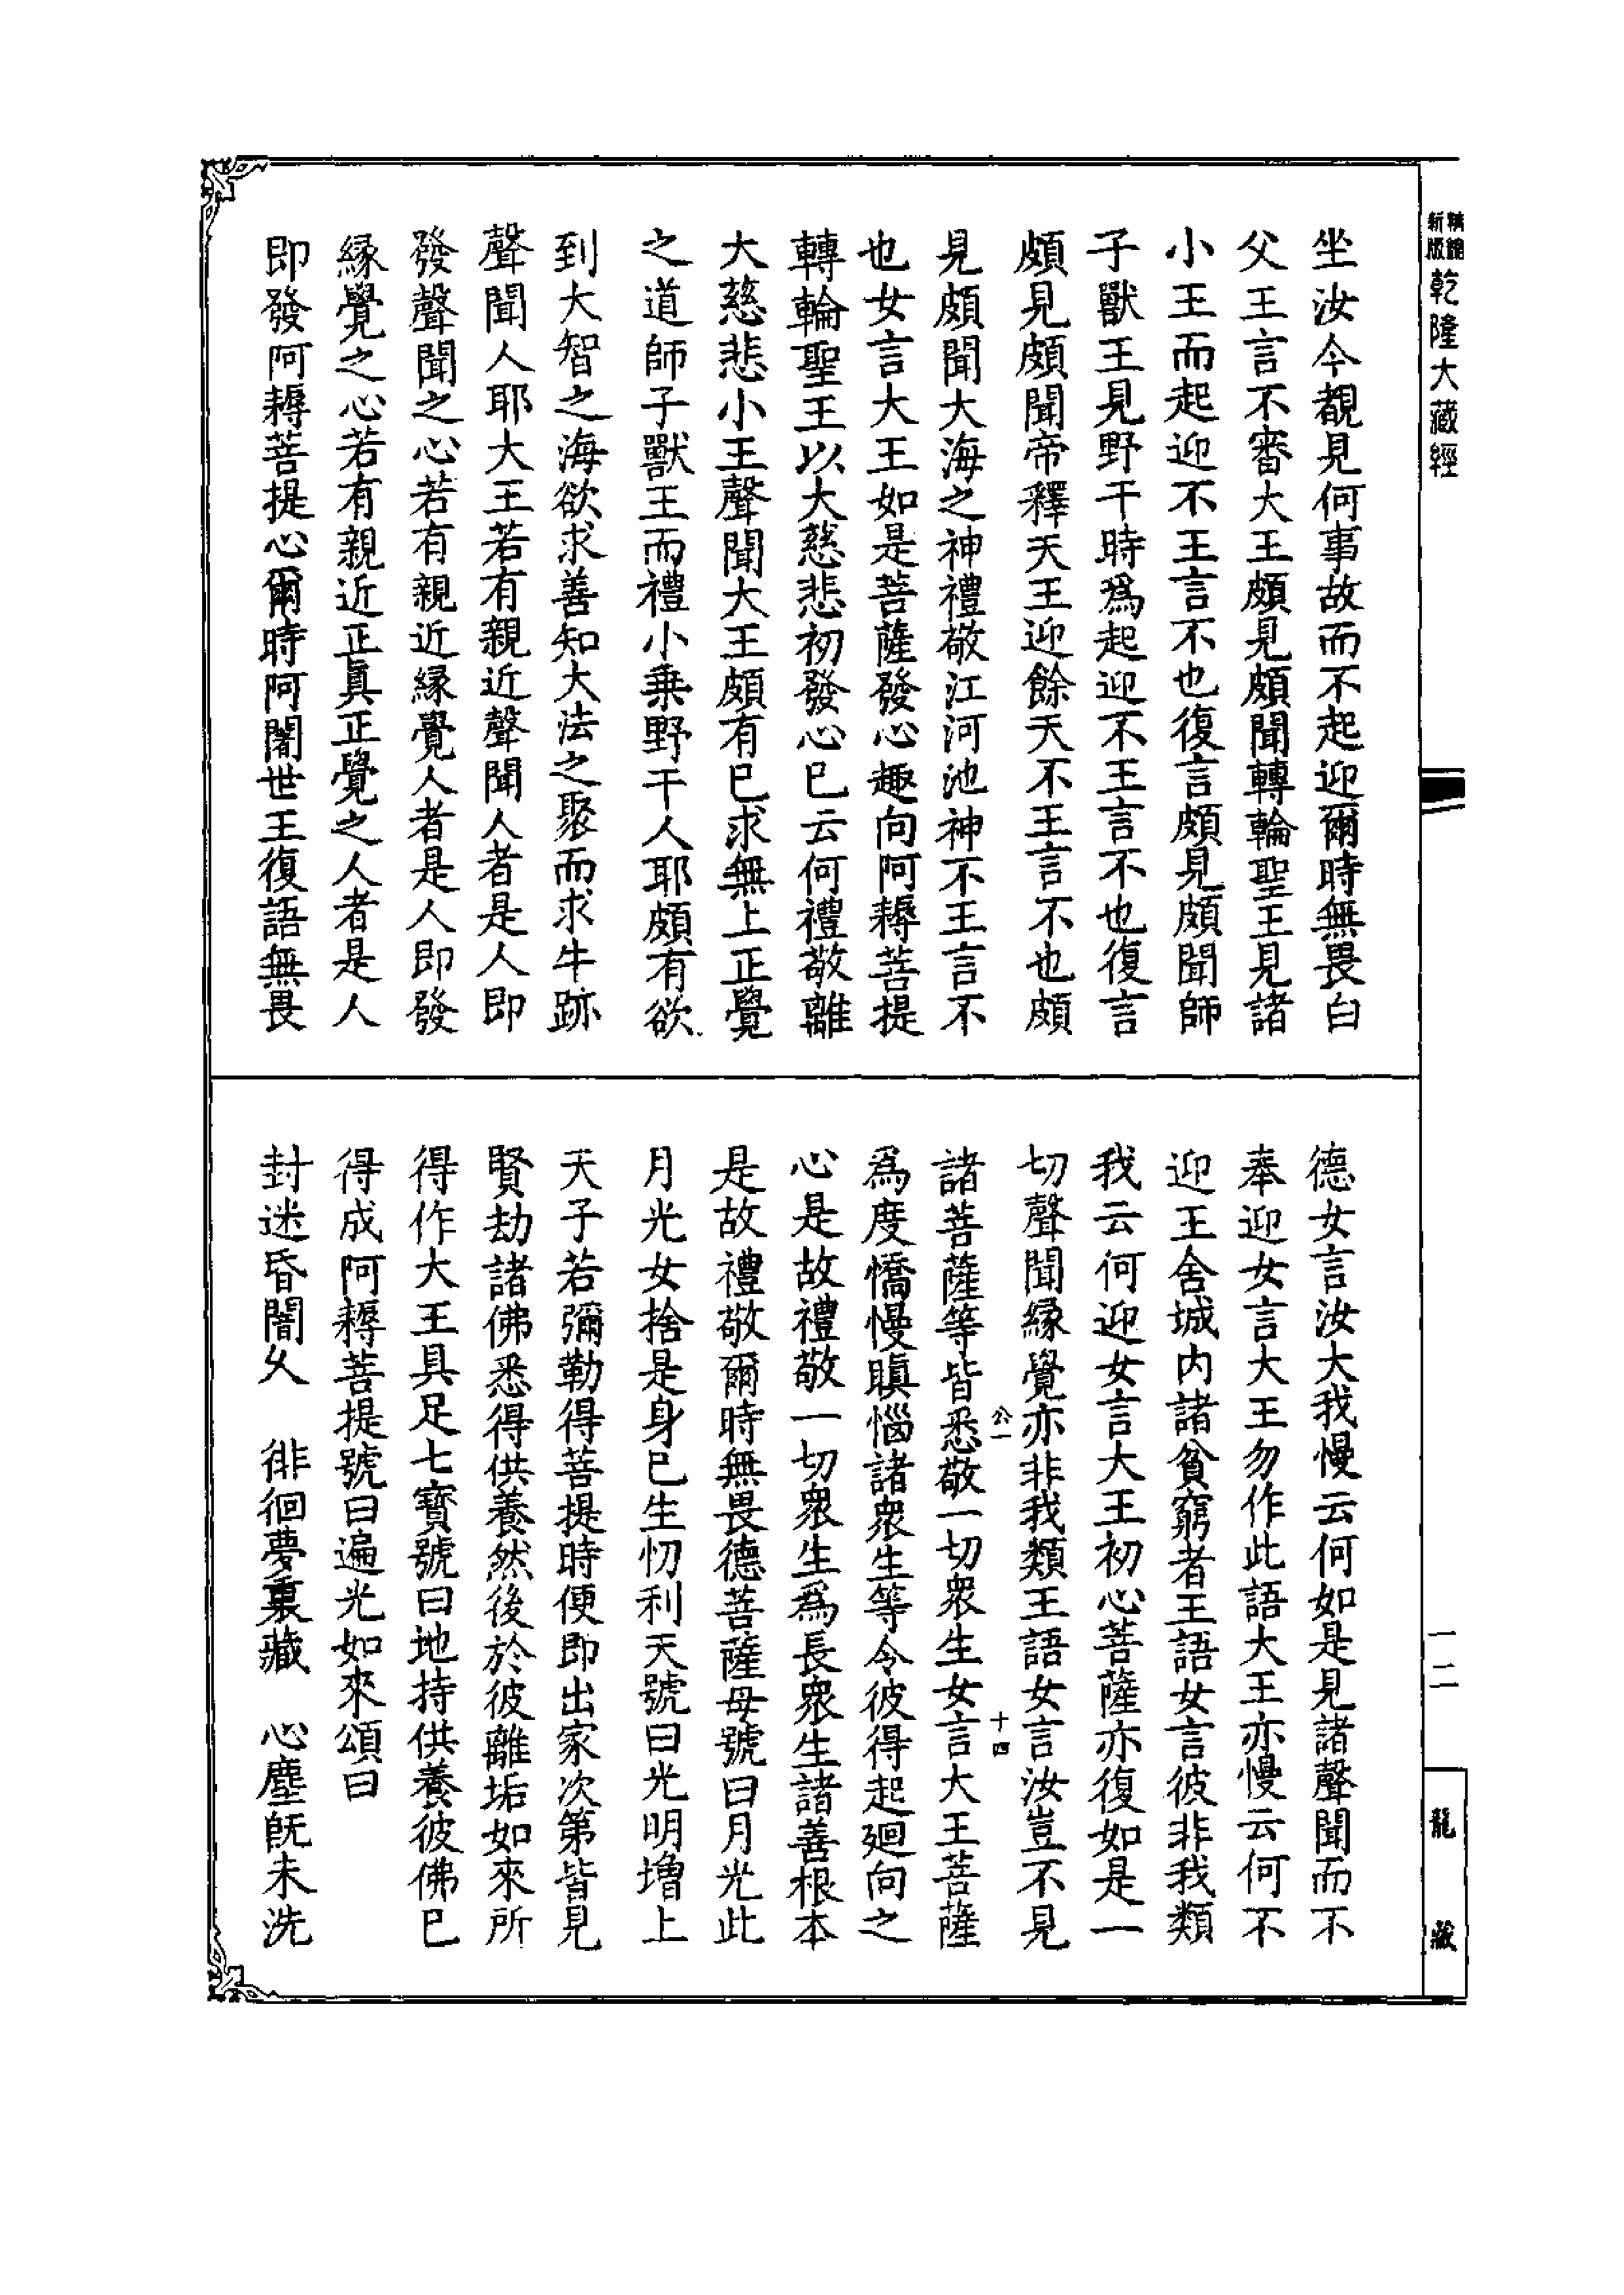 精編新版
乾隆大藏經
坐汝今覩見何事故而不起迎爾時無畏白
父王言不審大王頗見頗聞轉輪聖王見諸
小王而起迎不王言不也復言頗見頗聞師
子獸王見野干時爲起迎不王言不也復言
頗見頗聞帝釋天王迎餘天不王言不也頗
見頗聞大海之神禮敬江河池神不王言不
也女言大王如是菩薩發心趣向阿耨菩提
轉輪聖王以大慈悲初發心已云何禮敬離
大慈悲小王聲聞大王頗有已求無上正覺
之道師子獸王而禮小乗野干人耶頗有欲
到大智之海欲求善知大法之聚而求牛跡
聲聞人耶大王若有親近聲聞人者是人即
發聲聞之心若有親近緣覺人者是人即發
緣覺之心若有親近正真正覺之人者是人
即發阿耨菩提心爾時阿闍世王復語無畏
德女言汝大我慢云何如是見諸聲聞而不
奉迎女言大王勿作此語大王亦慢云何不
迎王舍城内諸貧窮者王語女言彼非我類
我云何迎女言大王初心菩薩亦復如是一
切聲聞緣覺亦非我類王語女言汝豈不見
諸菩薩等皆悉敬一切衆生女言大王菩薩
爲度憍慢瞋惱諸衆生等令彼得起廻向之
心是故禮敬一切衆生爲長衆生諸善根本
是故禮敬爾時無畏德菩薩母號曰月光此
月光女捨是身已生忉利天號曰光明增上
天子若彌勒得菩提時便即出家次第皆見
賢劫諸佛悉得供養然後於彼離垢如來所
得作大王具足七寳號曰地持供養彼佛已
得成阿耨菩提號曰遍光如來頌曰
封迷昏闇久　徘徊夢裏藏　心塵旣未洗
公一
十四
一二
龍藏